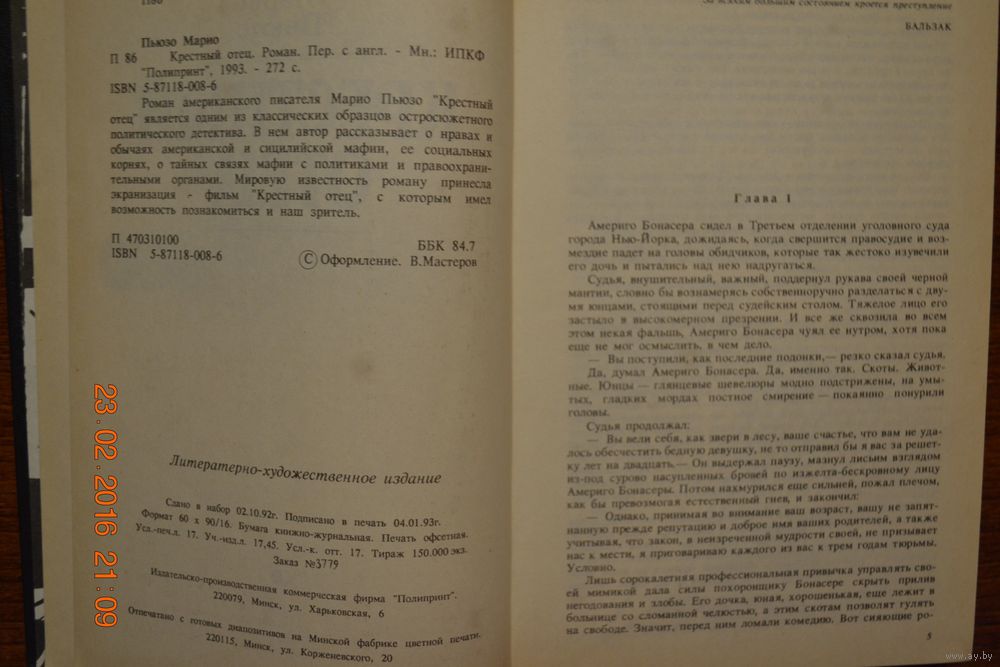 Пьюзо Марио
П 86 Крестный отец. Роман. Пер. с англ. - Мн.: ИПКФ
"Полипринт", 1993. - 272 с.
ISBN 5-87118-008-6
Роман американского писателя Марио Пьюзо "Крестный
отец" является одним из классических образцов остросюжетного
политического детектива. В нем автор рассказывает о нравах и
обычаях американской и сицилийской мафии, ее социальных
корнях, о тайных связях мафии с политиками и правоохрани-
тельными органами. Мировую известность роману принесла
экранизация - фильм "Крестный отец", с которым имел
возможность познакомиться и наш зритель.
П 470310100
ISBN 5-87118-008-6
ББК 84.7
© Оформление. В.Мастеров
Литературно-художественное издание
Сдано в набор 02.10.92г. Подписано в печать 04.01.93г.
Формат 60 х 90/16. Бумага книжно-журнальная. Печать офсетная.
Усл.-печ.л. 17. Уч.-изд.л. 17,45. Усл.-к. отт. 17. Тираж 150.000 экз.
Заказ №3779
Издательско-производственная коммерческая фирма "Полипринт".
220079, Минск, ул. Харьковская, 6
Отпечатано с готовых диапозитивов на Минской фабрике цветной печати.
220115, Минск, ул. Корженевского, 20
23.02.2016 21:09
За всяким большим состоянием кроется преступление
БАЛЬЗАК
Глава I
Америго Бонасера сидел в Третьем отделении уголовного суда
города Нью-Йорка, дожидаясь, когда свершится правосудие и воз-
мездие падет на головы обидчиков, которые так жестоко изувечили
его дочь и пытались над нею надругаться.
Судья, внушительный, важный, поддернул рукава своей черной
мантии, словно бы вознамерясь собственноручно разделаться с дву-
мя юнцами, стоящими перед судейским столом. Тяжелое лицо его
застыло в высокомерном презрении. И все же сквозила во всем
этом некая фальшь, Америго Бонасера чуял ее нутром, хотя пока
еще не мог осмыслить, в чем дело.
— Вы поступили, как последние подонки,— резко сказал судья.
Да, думал Америго Бонасера. Да, именно так. Скоты. Живот-
ные. Юнцы — глянцевые шевелюры модно подстрижены, на умы-
тых, гладких мордах постное смирение — покаянно понурили
головы.
Судья продолжал:
— Вы вели себя, как звери в лесу, ваше счастье, что вам не уда-
лось обесчестить бедную девушку, не то отправил бы я вас за решет-
ку лет на двадцать.— Он выдержал паузу, мазнул лисьим взглядом
из-под сурово насупленных бровей по изжелта-бескровному лицу
Америго Бонасеры. Потом нахмурился еще сильней, пожал плечом,
как бы превозмогая естественный гнев, и закончил:
— Однако, принимая во внимание ваш возраст, вашу не запят-
нанную прежде репутацию и доброе имя ваших родителей, а также
учитывая, что закон, в неизреченной мудрости своей, не призывает
нас к мести, я приговариваю каждого из вас к трем годам тюрьмы.
Условно.
Лишь сорокалетняя профессиональная привычка управлять сво-
ей мимикой дала силы похоронщику Бонасере скрыть прилив
негодования и злобы. Его дочка, юная, хорошенькая, еще лежит в
больнице со сломанной челюстью, а этим скотам позволят гулять
на свободе. Значит, перед ним ломали комедию. Вот сияющие ро-
5
www.ay.by